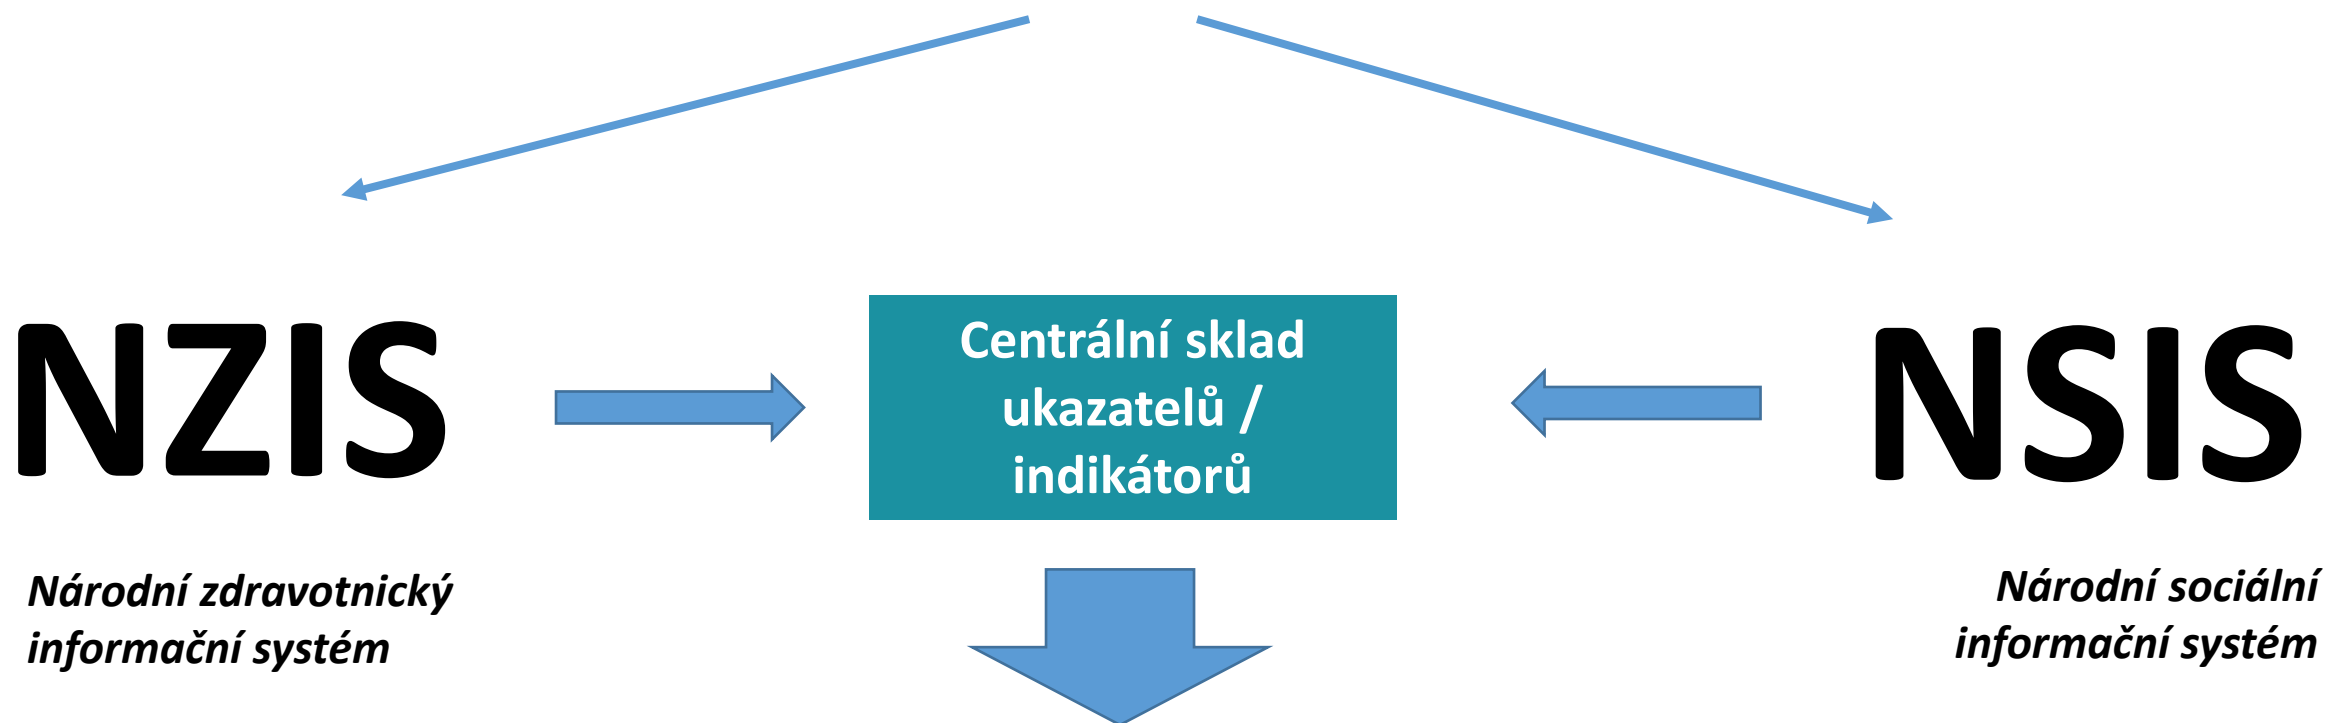 NZIS
Národní zdravotnický
informační systém
Centrální sklad
ukazatelů /
indikátorů
NSIS
Národní sociální
informační systém